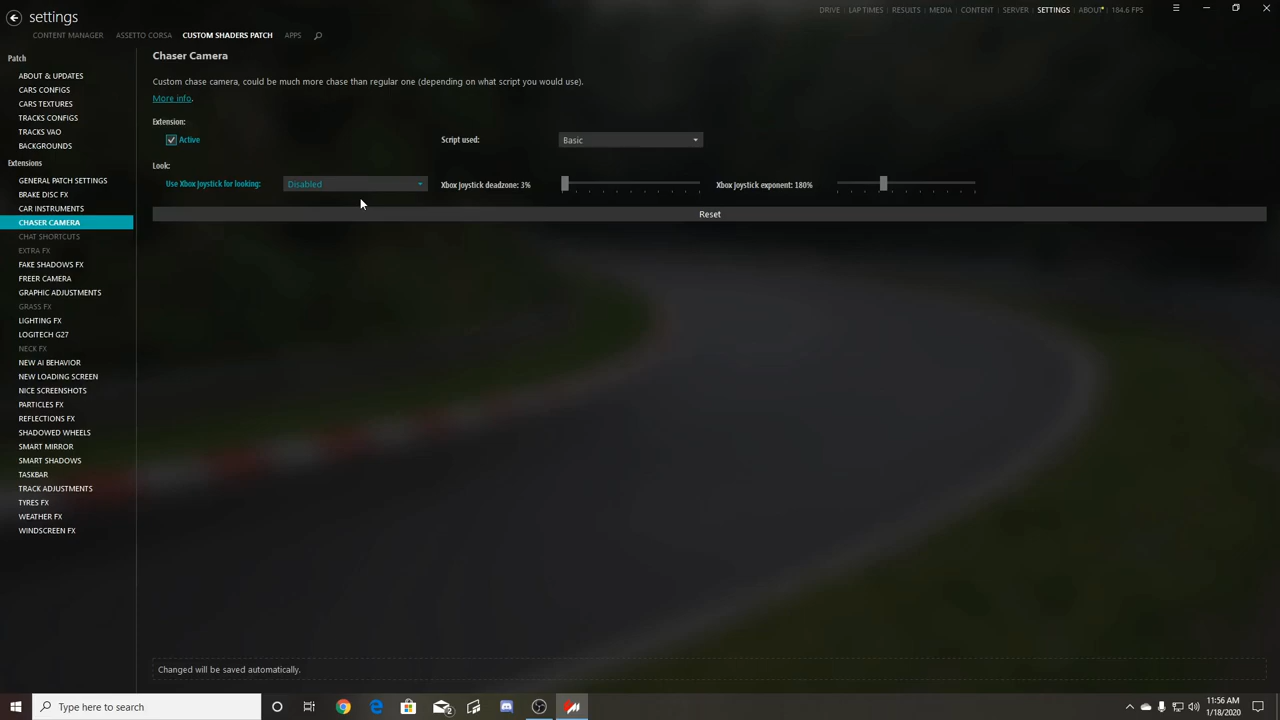 settings
DRIVE LAP TIMES RESULTS MEDIA CONTENT SERVER SETTINGS ABOUT 184.6 FPS
CONTENT MANAGER ASSETTO CORSA CUSTOM SHADERS PATCH APPS
Patch
ABOUT & UPDATES
CARS CONFIGS
CARS TEXTURES
TRACKS CONFIGS
TRACKS VAO
BACKGROUNDS
Extensions
GENERAL PATCH SETTINGS
BRAKE DISC FX
CAR INSTRUMENTS
CHASER CAMERA
CHAT SHORTCUTS
EXTRA FX
FAKE SHADOWS FX
FREER CAMERA
GRAPHIC ADJUSTMENTS
GRASS FX
LIGHTING FX
LOGITECH G27
NECK FX
NEW AI BEHAVIOR
NEW LOADING SCREEN
NICE SCREENSHOTS
PARTICLES FX
REFLECTIONS FX
SHADOWED WHEELS
SMART MIRROR
SMART SHADOWS
TASKBAR
TRACK ADJUSTMENTS
TYRES FX
WEATHER FX
WINDSCREEN FX
Chaser Camera
Custom chase camera, could be much more chase than regular one (depending on what script you would use).
More info.
Extension:
Active Script used: Basic
Look:
Use Xbox joystick for looking: Disabled Xbox joystick deadzone: 3% Xbox joystick exponent: 180%
Reset
Changed will be saved automatically.
Type here to search
2
11:56 AM
1/18/2020